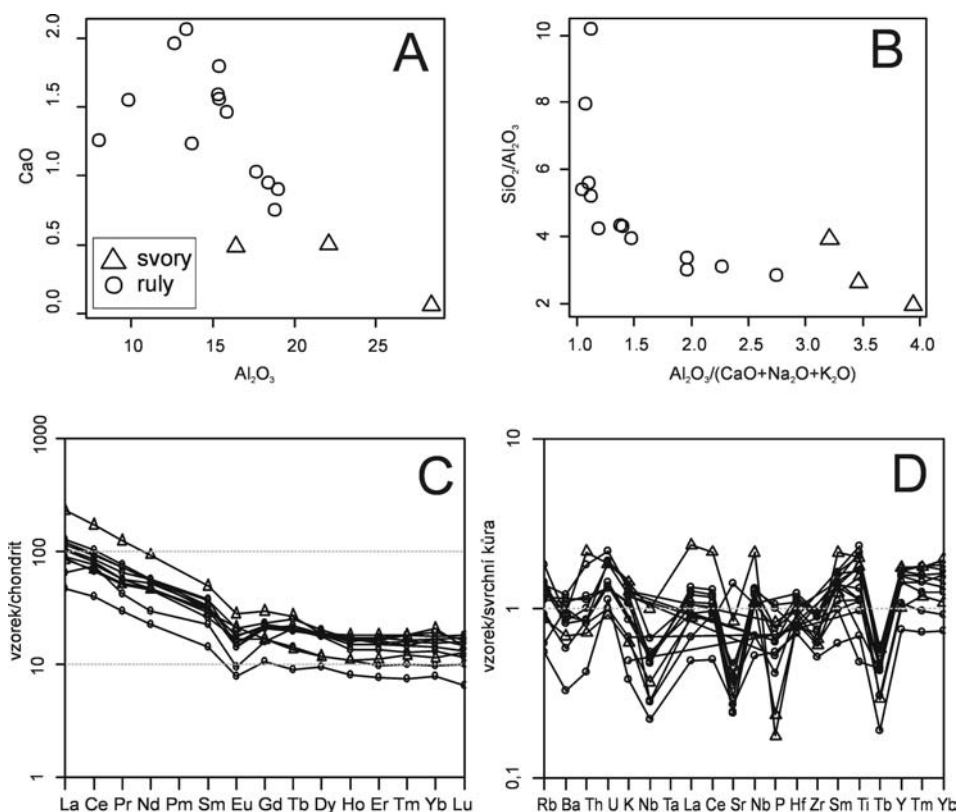 A
CaO
2.0
1.5
1.0
0.5
0,0
svory
ruly
10 15 20 25
Al₂O₃
B
SiO₂/Al₂O₃
10
8
6
4
2
1.0 1.5 2.0 2.5 3.0 3.5 4.0
Al₂O₃/(CaO+Na₂O+K₂O)
C
vzorek/chondrit
1000
100
10
1
La Ce Pr Nd Pm Sm Eu Gd Tb Dy Ho Er Tm Yb Lu
D
vzorek/svrchní kůra
10
1
0,1
Rb Ba Th U K Nb Ta La Ce Sr Nb P Hf Zr Sm Ti Tb Y Tm Yb